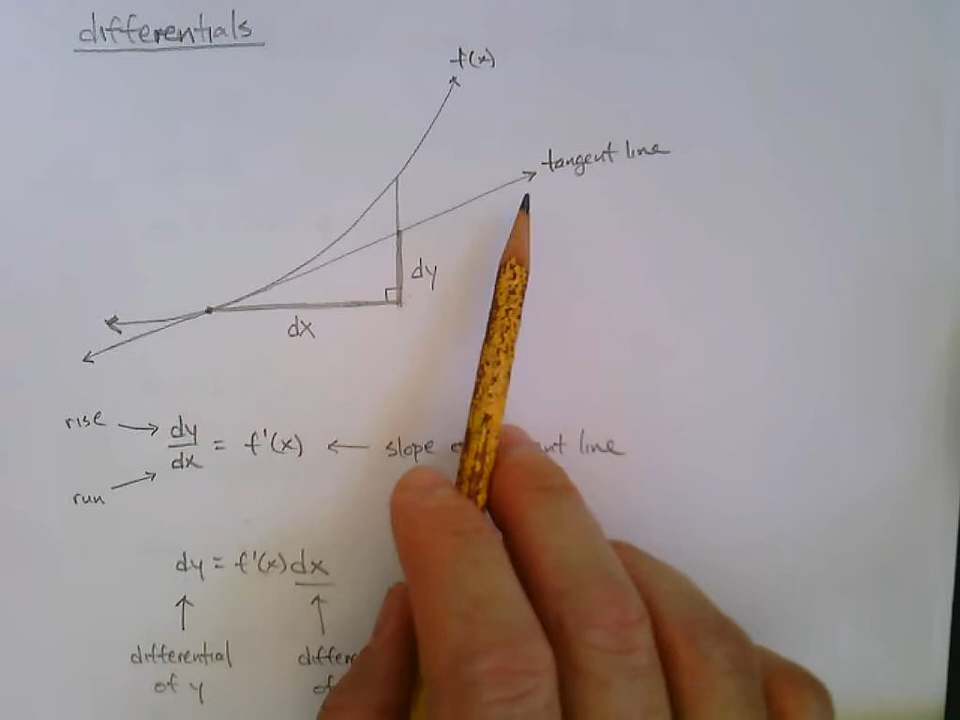 differentials
f(x)
tangent line
dy
dx
rise → dy/dx = f'(x) ← slope line
run
dy = f'(x)dx
↑ ↑
differential
of y